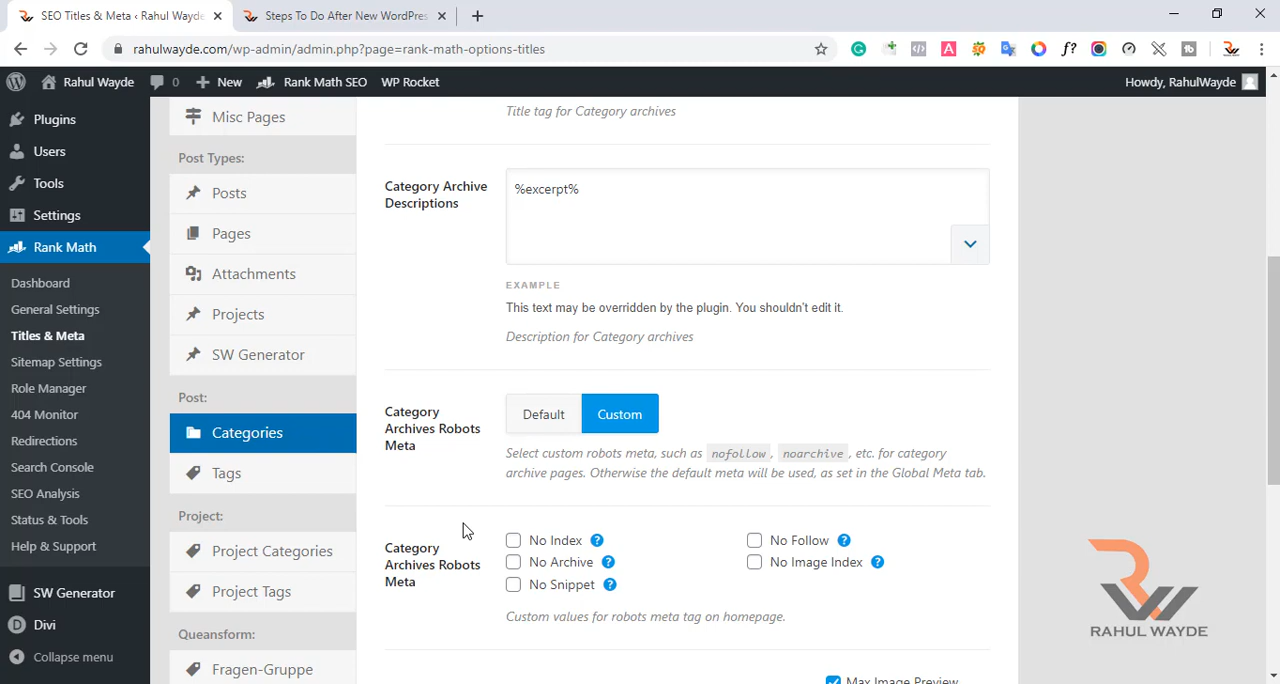 SEO Titles & Meta ‹ Rahul Wayde
Steps To Do After New WordPres
rahulwayde.com/wp-admin/admin.php?page=rank-math-options-titles
f?
Rahul Wayde
0
New
Rank Math SEO
WP Rocket
Howdy, RahulWayde
Plugins
Users
Tools
Settings
Rank Math
Dashboard
General Settings
Titles & Meta
Sitemap Settings
Role Manager
404 Monitor
Redirections
Search Console
SEO Analysis
Status & Tools
Help & Support
SW Generator
Divi
Collapse menu
Misc Pages
Post Types:
Posts
Pages
Attachments
Projects
SW Generator
Post:
Categories
Tags
Project:
Project Categories
Project Tags
Queansform:
Fragen-Gruppe
Title tag for Category archives
Category Archive
Descriptions
%excerpt%
EXAMPLE
This text may be overridden by the plugin. You shouldn't edit it.
Description for Category archives
Category
Archives Robots
Meta
Default
Custom
Select custom robots meta, such as nofollow, noarchive, etc. for category
archive pages. Otherwise the default meta will be used, as set in the Global Meta tab.
Category
Archives Robots
Meta
No Index ?
No Follow ?
No Archive ?
No Image Index ?
No Snippet ?
Custom values for robots meta tag on homepage.
Max Image Preview
RAHUL WAYDE